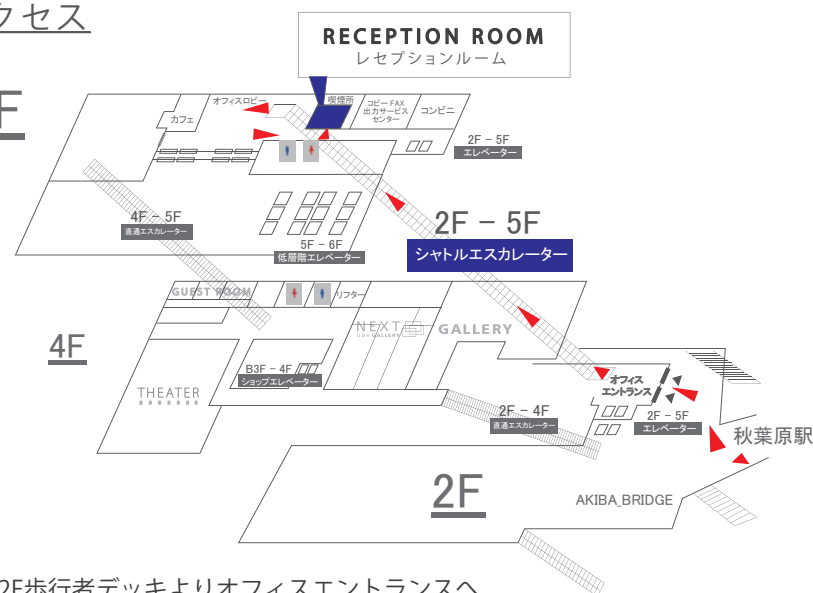 クセス
RECEPTION ROOM
レセプションルーム
F
オフィスロビー
喫煙所
コピー FAX
出力サービス
センター
コンビニ
カフェ
2F - 5F
エレベーター
4F - 5F
直通エスカレーター
2F - 5F
シャトルエスカレーター
5F - 6F
低層階エレベーター
GUEST ROOM
リフター
NEXT
UDX GALLERY
GALLERY
4F
B3F - 4F
ショップエレベーター
THEATER
オフィス
エントランス
2F - 4F
直通エスカレーター
2F - 5F
エレベーター
秋葉原駅
2F
AKIBA_BRIDGE
2F歩行者デッキよりオフィスエントランスへ